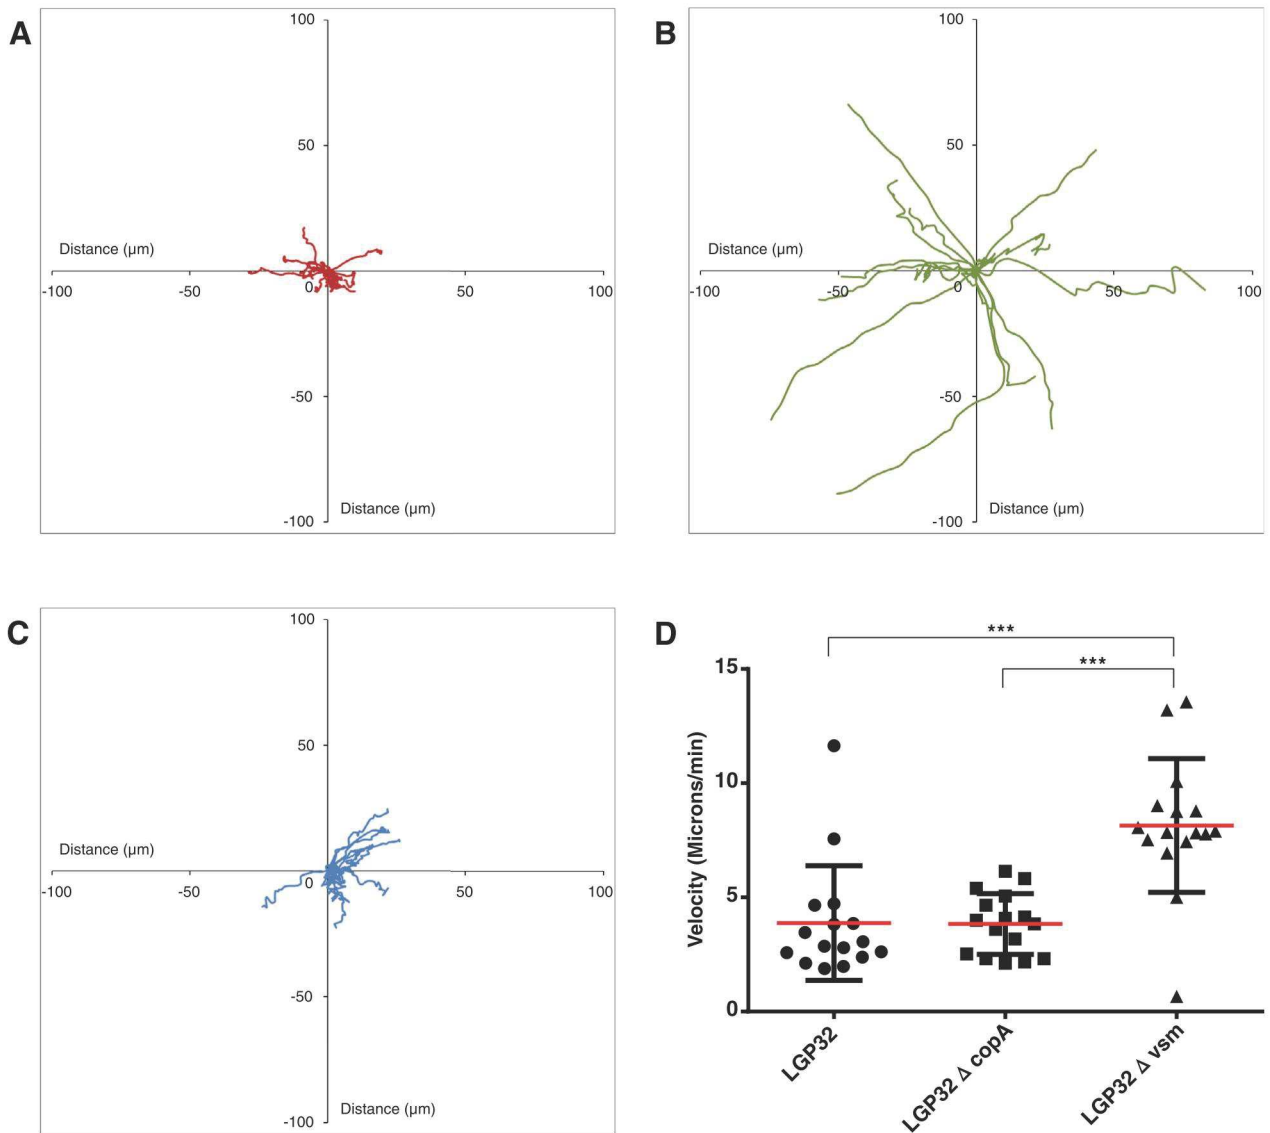 A
100
50
Distance (μm)
-100
-50
0
50
100
-50
-100
Distance (μm)
B
100
50
Distance (μm)
-100
-50
0
50
100
-50
-100
Distance (μm)
C
100
50
Distance (μm)
-100
-50
0
50
100
-50
-100
Distance (μm)
D
***
***
15
10
5
0
Velocity (Microns/min)
LGP32
LGP32 Δ copA
LGP32 Δ vsm